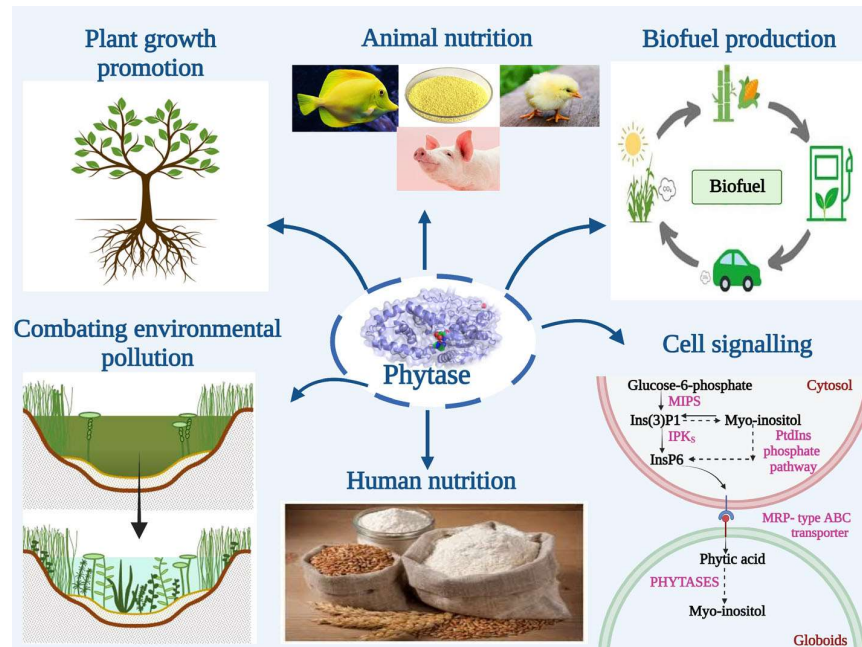 Plant growth
promotion
Animal nutrition
Biofuel production
Biofuel
CO₂
CO₂
Phytase
Combating environmental
pollution
Human nutrition
Cell signalling
Glucose-6-phosphate
Cytosol
MIPS
Ins(3)P1
Myo-inositol
IPKs
PtdIns
phosphate
pathway
InsP6
MRP- type ABC
transporter
Phytic acid
PHYTASES
Myo-inositol
Globoids